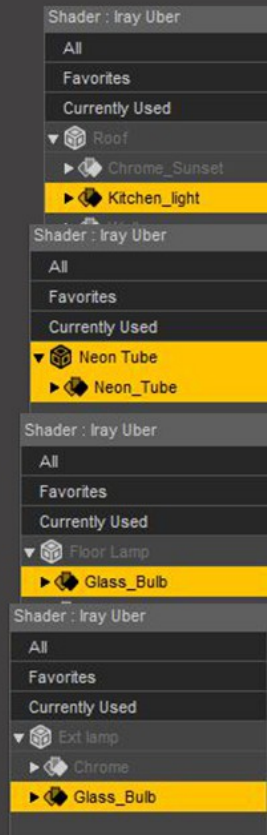 Shader : Iray Uber
All
Favorites
Currently Used
Roof
Chrome_Sunset
Kitchen_light
Shader : Iray Uber
All
Favorites
Currently Used
Neon Tube
Neon_Tube
Shader : Iray Uber
All
Favorites
Currently Used
Floor Lamp
Glass_Bulb
Shader : Iray Uber
All
Favorites
Currently Used
Ext lamp
Chrome
Glass_Bulb